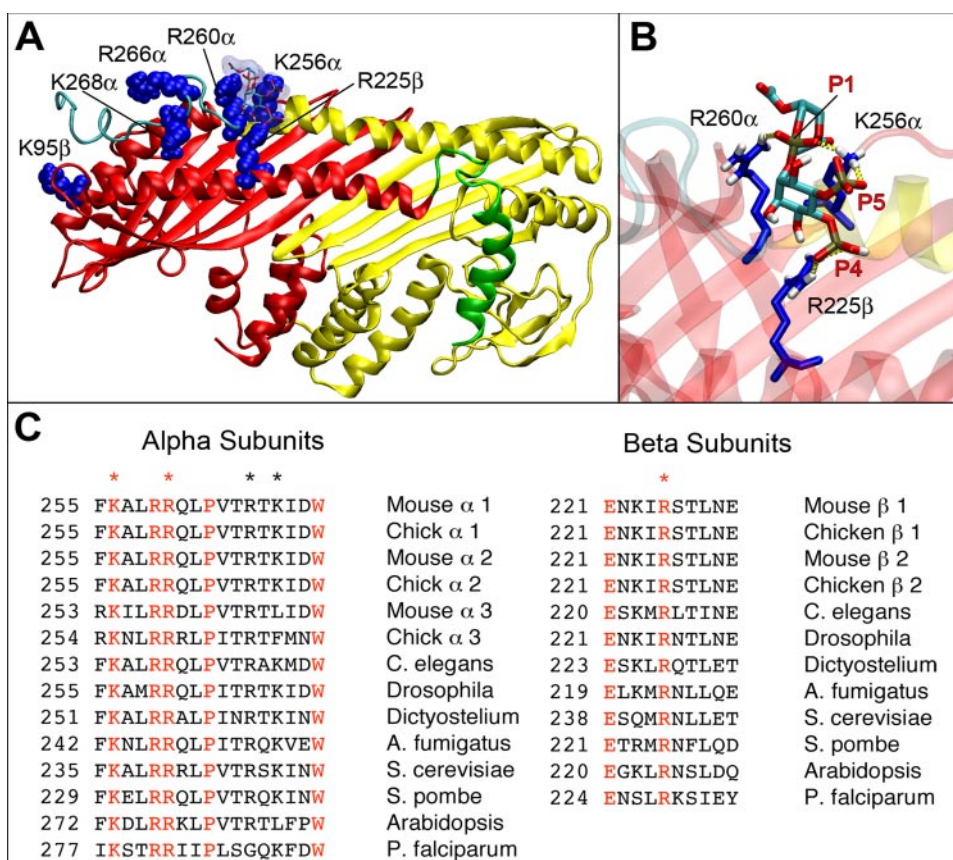 A
R266α
R260α
K268α
K256α
R225β
K95β
B
P1
R260α
K256α
P5
P4
R225β
C
Alpha Subunits
* * * *
255 FKALRRQLPVTRTKIDW Mouse α 1
255 FKALRRQLPVTRTKIDW Chick α 1
255 FKALRRQLPVTRTKIDW Mouse α 2
255 FKALRRQLPVTRTKIDW Chick α 2
253 RKILRRDLPVTRTLIDW Mouse α 3
254 RKNLRRRLPITRTFMNW Chick α 3
253 FKALRRQLPVTRAKMDW C. elegans
255 FKAMRRQLPITRTKIDW Drosophila
251 FKALRRALPINRTKINW Dictyostelium
242 FKNLRRQLPITRQKVEW A. fumigatus
235 FKALRRRLPVTRSKINW S. cerevisiae
229 FKELRRQLPVTRQKINW S. pombe
272 FKDLRRKLPVTRTLFPW Arabidopsis
277 IKSTRRIIPLSGQKFDW P. falciparum
Beta Subunits
*
221 ENKIRSTLNE Mouse β 1
221 ENKIRSTLNE Chicken β 1
221 ENKIRSTLNE Mouse β 2
221 ENKIRSTLNE Chicken β 2
220 ESKMRLTINE C. elegans
221 ENKIRNTLNE Drosophila
223 ESKLRQTLET Dictyostelium
219 ELKMRNLLQE A. fumigatus
238 ESQMRNLLET S. cerevisiae
221 ETRMRNFLQD S. pombe
220 EGKLRNSLDQ Arabidopsis
224 ENSLRKSIEY P. falciparum